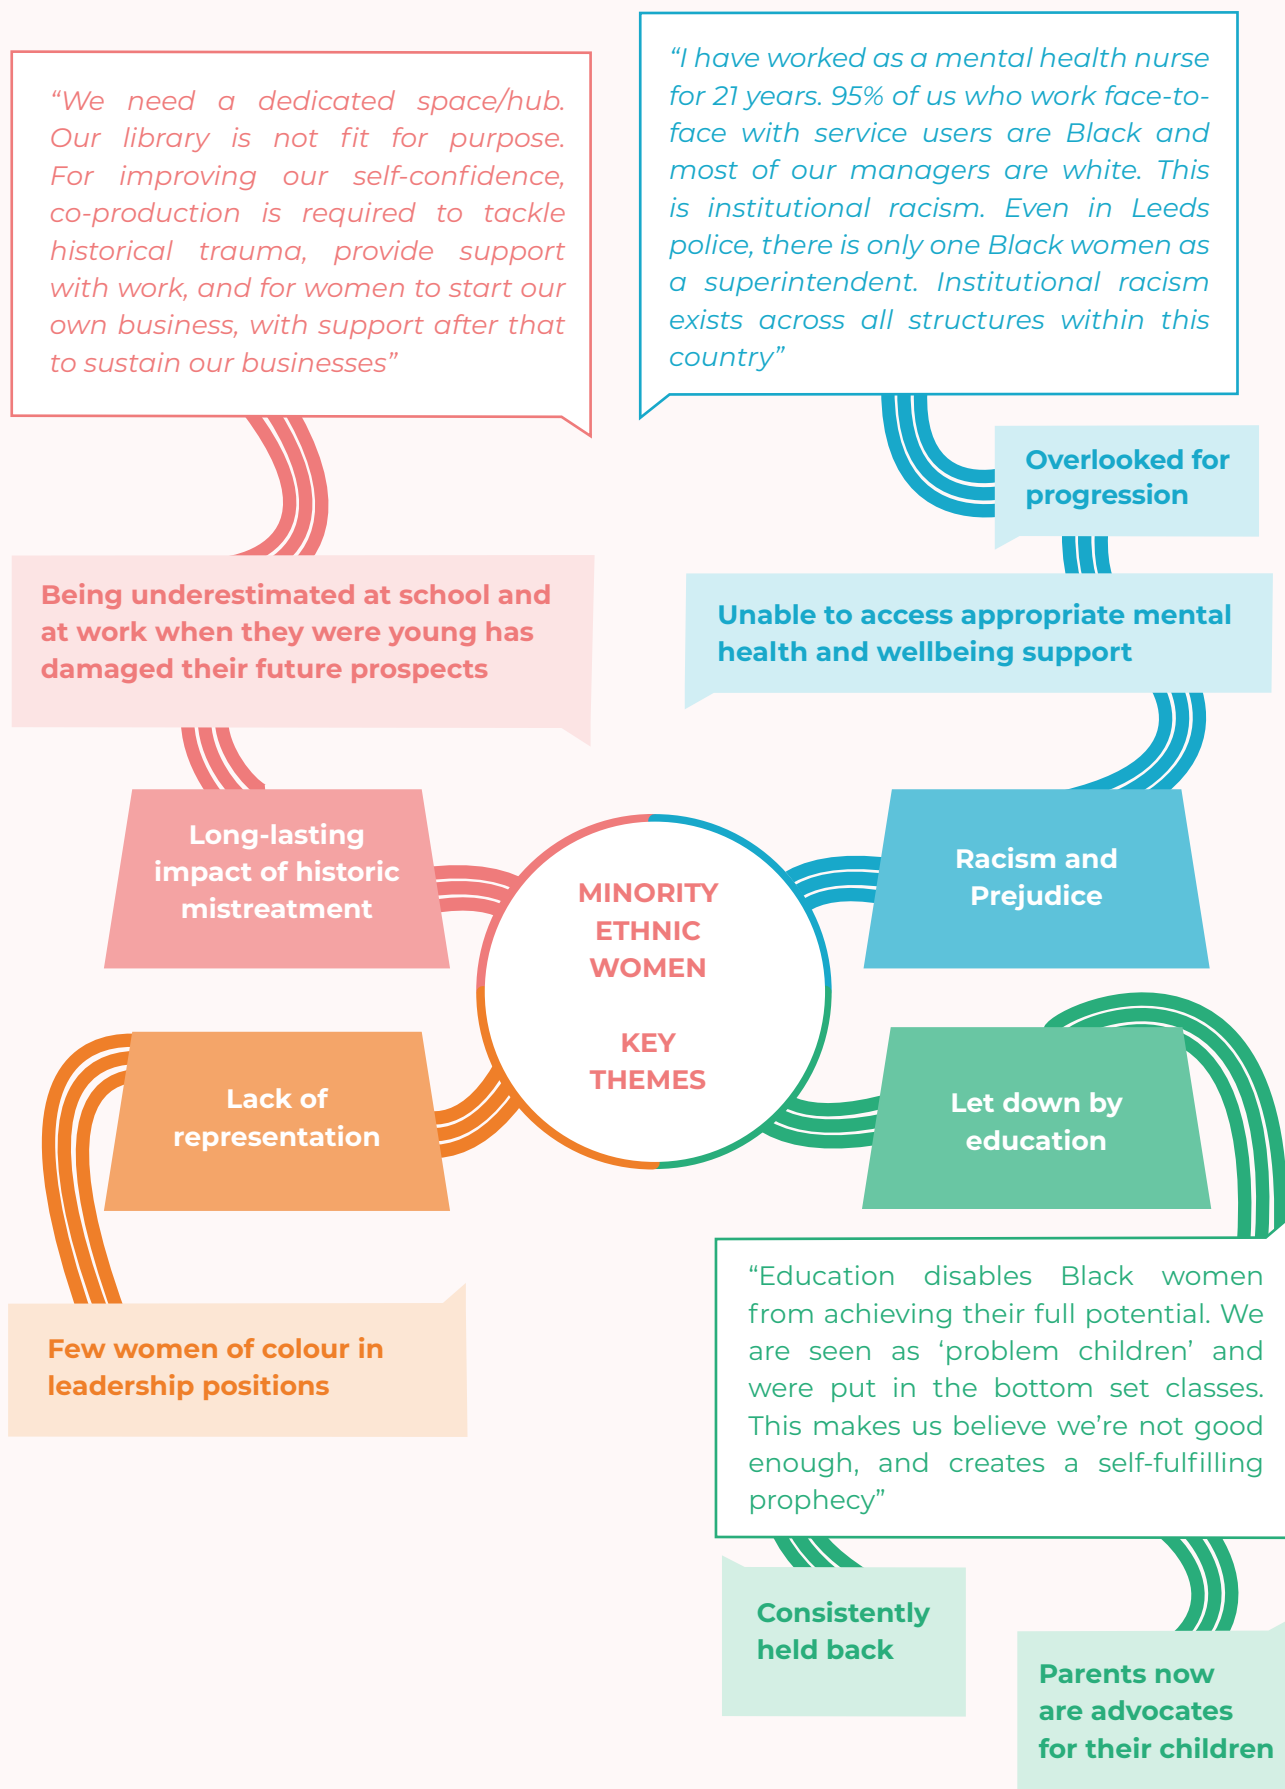 “We need a dedicated space/hub.
Our library is not fit for purpose.
For improving our self-confidence,
co-production is required to tackle
historical trauma, provide support
with work, and for women to start our
own business, with support after that
to sustain our businesses”
“I have worked as a mental health nurse
for 21 years. 95% of us who work face-to-
face with service users are Black and
most of our managers are white. This
is institutional racism. Even in Leeds
police, there is only one Black women as
a superintendent. Institutional racism
exists across all structures within this
country”
Overlooked for
progression
Being underestimated at school and
at work when they were young has
damaged their future prospects
Unable to access appropriate mental
health and wellbeing support
Long-lasting
impact of historic
mistreatment
MINORITY
ETHNIC
WOMEN
KEY
THEMES
Racism and
Prejudice
Lack of
representation
Let down by
education
Few women of colour in
leadership positions
“Education disables Black women
from achieving their full potential. We
are seen as ‘problem children’ and
were put in the bottom set classes.
This makes us believe we’re not good
enough, and creates a self-fulfilling
prophecy”
Consistently
held back
Parents now
are advocates
for their children